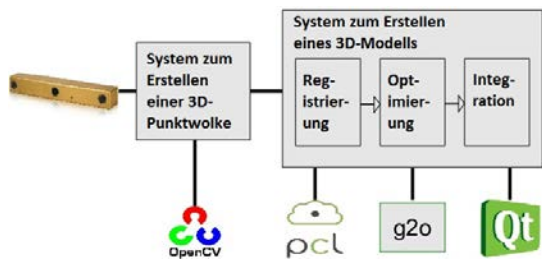 System zum Erstellen
eines 3D-Modells
System zum
Erstellen
einer 3D-
Punktwolke
Reg-
istrier-
ung
Opt-
imier-
ung
Integ-
ration
OpenCV
pcl
g2o
Qt